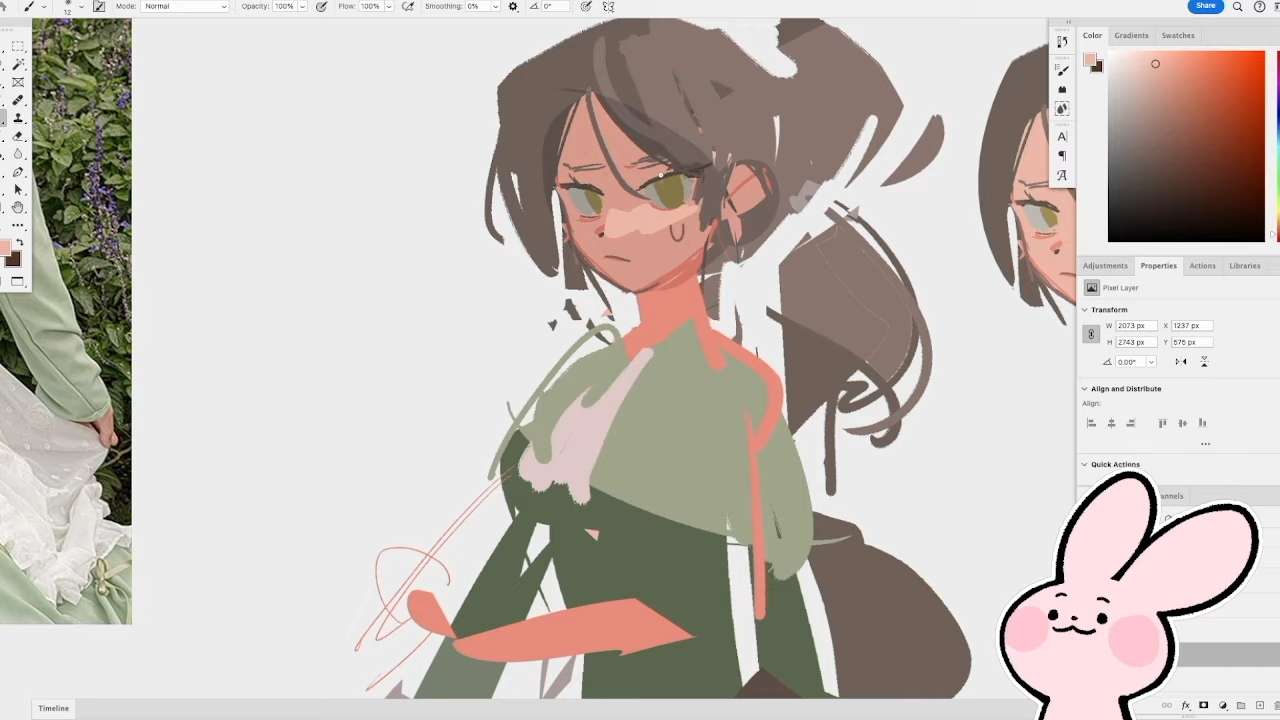 12 Mode: Normal Opacity: 100% Flow: 100% Smoothing: 0% 0° Share
Color Gradients Swatches
Adjustments Properties Actions Libraries
Pixel Layer
Transform
W 2073 px X 1237 px
H 2743 px Y 575 px
0.00°
Align and Distribute
Align:
Quick Actions
annels
Timeline
fx